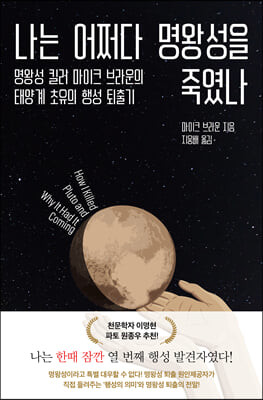 나는 어쩌다 명왕성을
죽였나
명왕성 킬러 마이크 브라운의
태양계 초유의 행성 퇴출기
마이크 브라운 지음
지웅배 옮김
How I Killed
Pluto and
Why It Had It
Coming
천문학자 이명현
파토 원종우 추천!
나는 한때 잠깐 열 번째 행성 발견자였다!
명왕성이라고 특별 대우할 수 없다! 명왕성 퇴출 원인제공자가
직접 들려주는 '행성의 의미'와 명왕성 퇴출의 전말!